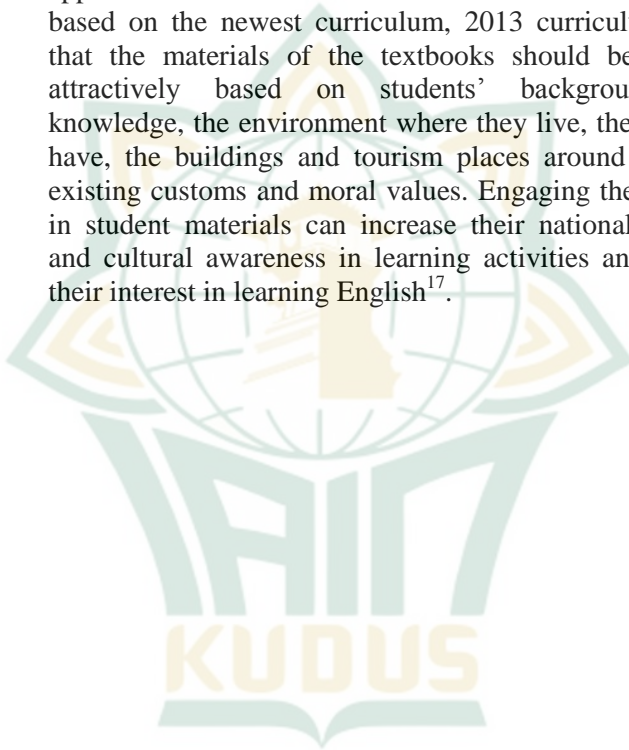 based on the newest curriculum, 2013 curricul
that the materials of the textbooks should be
attractively based on students’ backgrou
knowledge, the environment where they live, the
have, the buildings and tourism places around
existing customs and moral values. Engaging the
in student materials can increase their national
and cultural awareness in learning activities an
their interest in learning English17.
IAIN
KUDUS